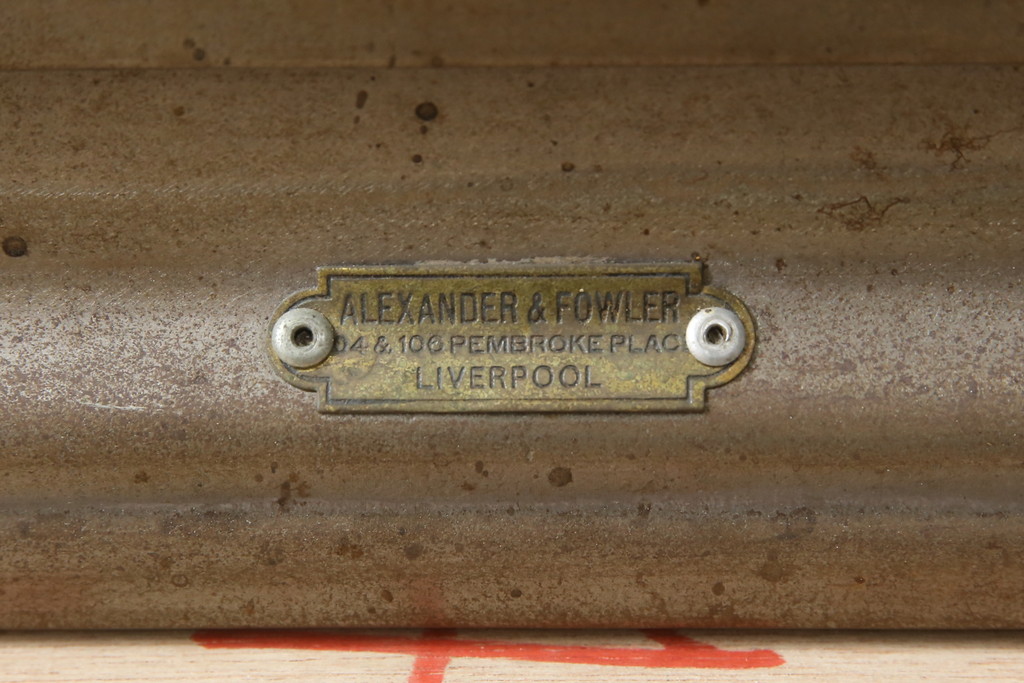 ALEXANDER & FOWLER
04 & 106 PEMBROKE PLAC
LIVERPOOL